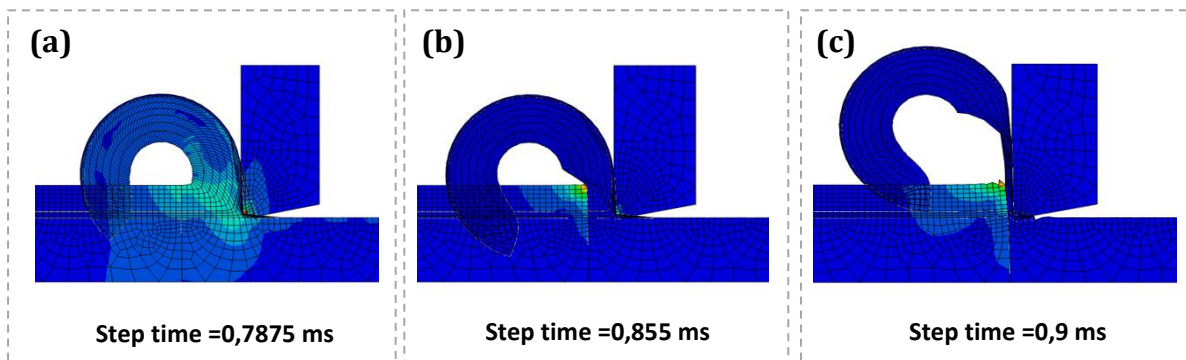 (a)
(b)
(c)
Step time =0,7875 ms
Step time =0,855 ms
Step time =0,9 ms